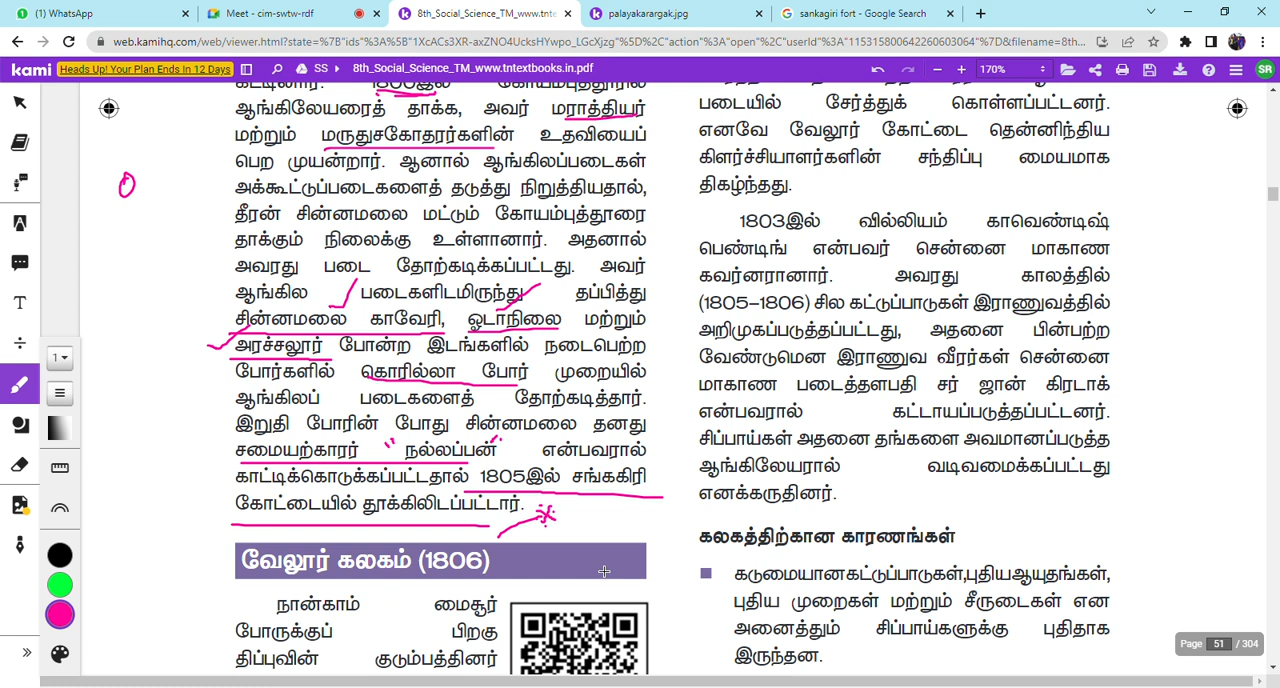 (1) WhatsApp
Meet - cim-swtw-rdf
8th_Social_Science_TM_www.tnte
palayakarargak.jpg
sankagiri fort - Google Search
web.kamihq.com/web/viewer.html?state=%7B"ids"%3A%5B"1XcACs3XR-axZNO4UcksHYwpo_LGcXjzg"%5D%2C"action"%3A"open"%2C"userId"%3A"115315800642260603064"%7D&filename=8th...
kami
Heads Up! Your Plan Ends In 12 Days
SS
8th_Social_Science_TM_www.tntextbooks.in.pdf
170%
SR
கட்டினார். 1800இல் கோயம்புத்தூரில்
ஆங்கிலேயரைத் தாக்க, அவர் மராத்தியர்
மற்றும் மருதுசகோதரர்களின் உதவியைப்
பெற முயன்றார். ஆனால் ஆங்கிலப்படைகள்
அக்கூட்டுப்படைகளைத் தடுத்து நிறுத்தியதால்,
தீரன் சின்னமலை மட்டும் கோயம்புத்தூரை
தாக்கும் நிலைக்கு உள்ளானார். அதனால்
அவரது படை தோற்கடிக்கப்பட்டது. அவர்
ஆங்கில படைகளிடமிருந்து தப்பித்து
சின்னமலை காவேரி, ஓடாநிலை மற்றும்
அரச்சலூர் போன்ற இடங்களில் நடைபெற்ற
போர்களில் கொரில்லா போர் முறையில்
ஆங்கிலப் படைகளைத் தோற்கடித்தார்.
இறுதி போரின் போது சின்னமலை தனது
சமையற்காரர் "நல்லப்பன்" என்பவரால்
காட்டிக்கொடுக்கப்பட்டதால் 1805இல் சங்ககிரி
கோட்டையில் தூக்கிலிடப்பட்டார்.
வேலூர் கலகம் (1806)
நான்காம் மைசூர்
போருக்குப் பிறகு
திப்புவின் குடும்பத்தினர்
படையில் சேர்த்துக் கொள்ளப்பட்டனர்.
எனவே வேலூர் கோட்டை தென்னிந்திய
கிளர்ச்சியாளர்களின் சந்திப்பு மையமாக
திகழ்ந்தது.
1803இல் வில்லியம் காவெண்டிஷ்
பெண்டிங் என்பவர் சென்னை மாகாண
கவர்னரானார். அவரது காலத்தில்
(1805–1806) சில கட்டுப்பாடுகள் இராணுவத்தில்
அறிமுகப்படுத்தப்பட்டது, அதனை பின்பற்ற
வேண்டுமென இராணுவ வீரர்கள் சென்னை
மாகாண படைத்தளபதி சர் ஜான் கிரடாக்
என்பவரால் கட்டாயப்படுத்தப்பட்டனர்.
சிப்பாய்கள் அதனை தங்களை அவமானப்படுத்த
ஆங்கிலேயரால் வடிவமைக்கப்பட்டது
எனக்கருதினர்.
கலகத்திற்கான காரணங்கள்
கடுமையானகட்டுப்பாடுகள்,புதியஆயுதங்கள்,
புதிய முறைகள் மற்றும் சீருடைகள் என
அனைத்தும் சிப்பாய்களுக்கு புதிதாக
இருந்தன.
1
Page 51 / 304